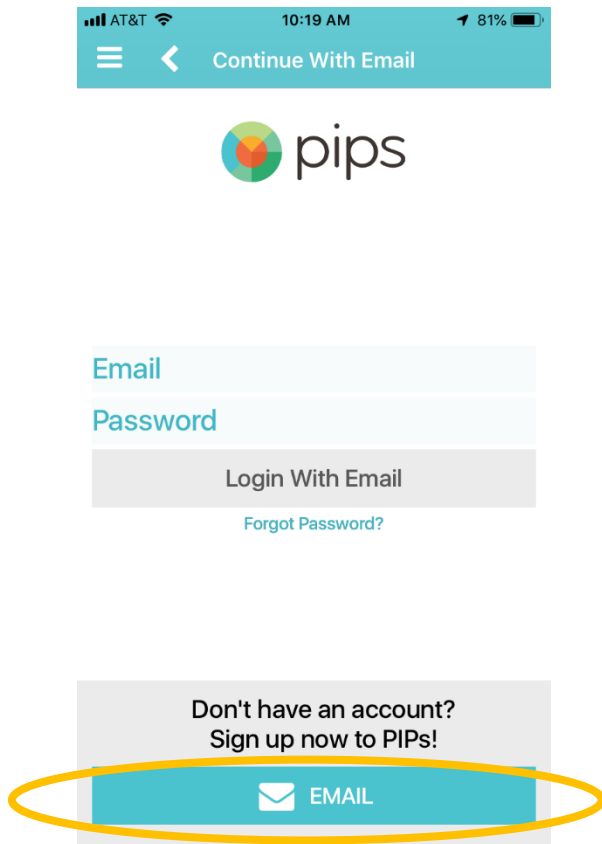 AT&T 10:19 AM 81%
Continue With Email
pips
Email
Password
Login With Email
Forgot Password?
Don't have an account?
Sign up now to PIPs!
EMAIL